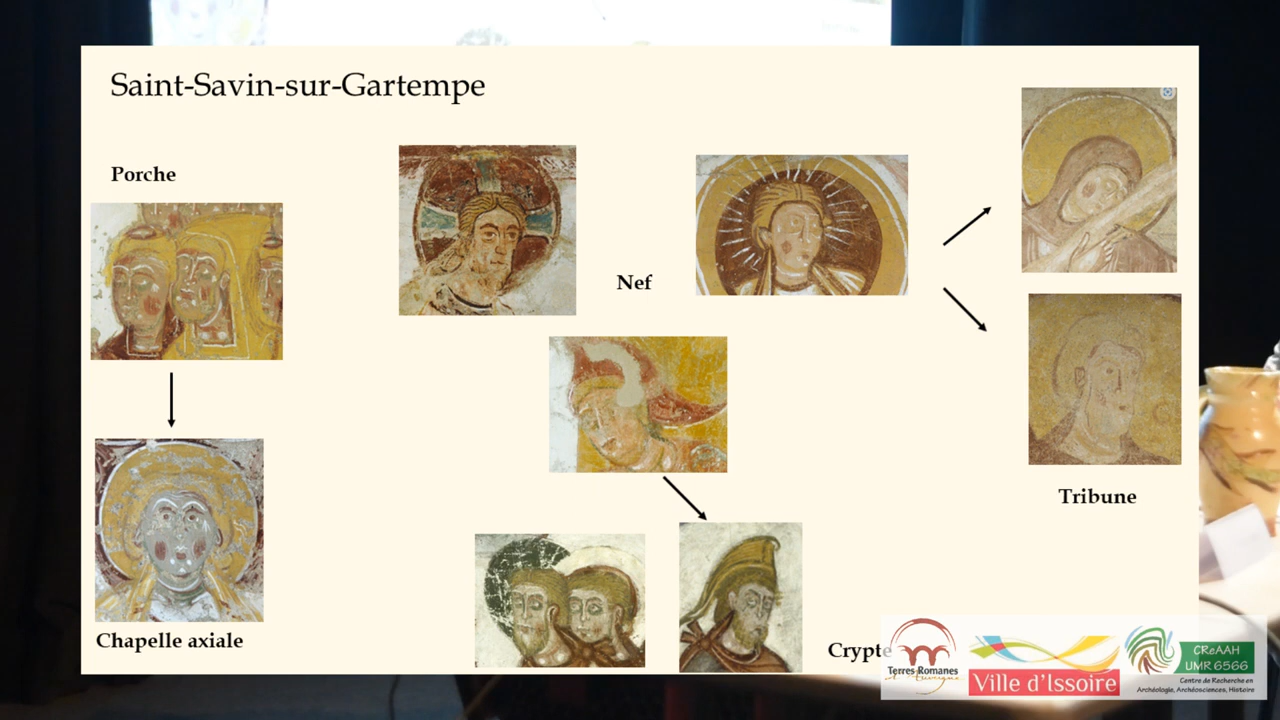 Saint-Savin-sur-Gartempe
Porche
Nef
Tribune
Chapelle axiale
Crypte
Terres Romanes
d'Auvergne
Ville d'Issoire
CReAAH
UMR 6566
Centre de Recherche en
Archéologie, Archéosciences, Histoire